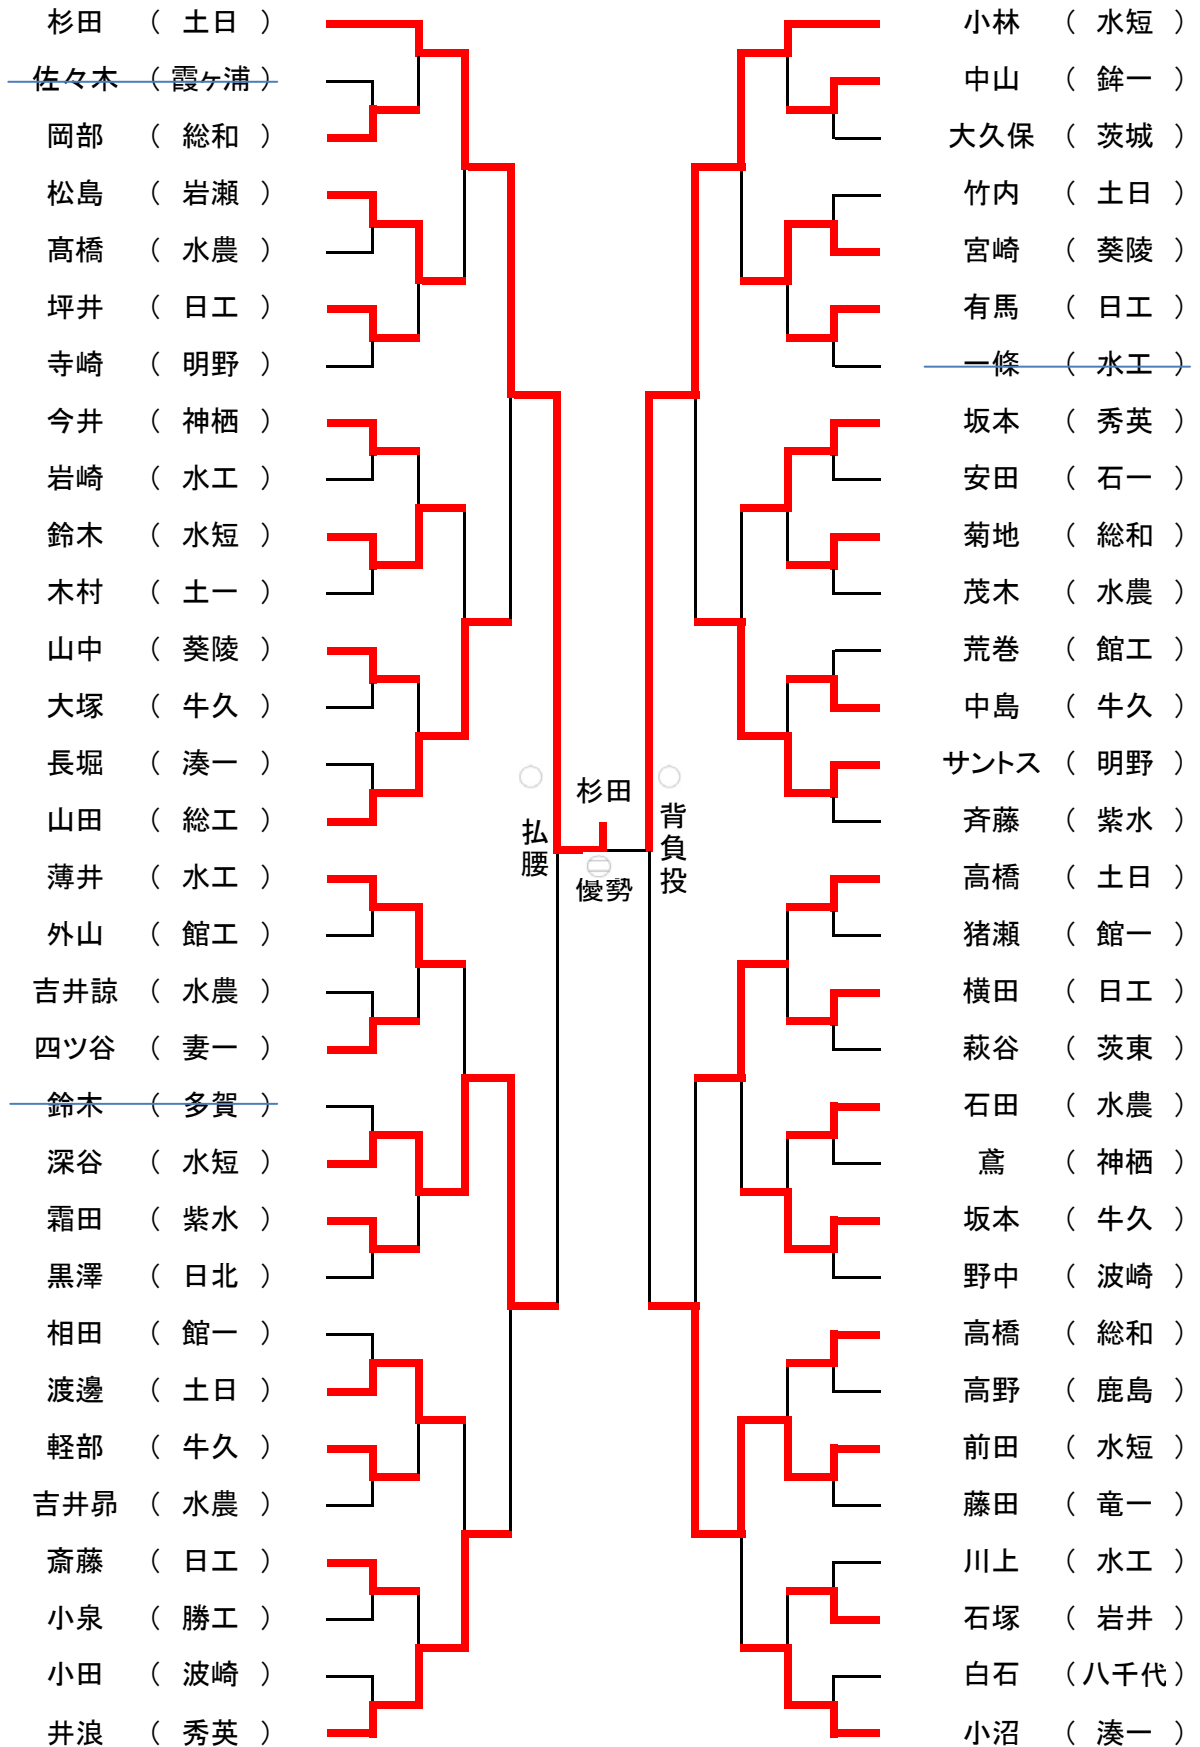 杉田 （ 土日 ）
佐々木 （ 霞ヶ浦 ）
岡部 （ 総和 ）
松島 （ 岩瀬 ）
髙橋 （ 水農 ）
坪井 （ 日工 ）
寺崎 （ 明野 ）
今井 （ 神栖 ）
岩崎 （ 水工 ）
鈴木 （ 水短 ）
木村 （ 土一 ）
山中 （ 葵陵 ）
大塚 （ 牛久 ）
長堀 （ 湊一 ）
山田 （ 総工 ）
薄井 （ 水工 ）
外山 （ 館工 ）
吉井諒 （ 水農 ）
四ツ谷 （ 妻一 ）
鈴木 （ 多賀 ）
深谷 （ 水短 ）
霜田 （ 紫水 ）
黒澤 （ 日北 ）
相田 （ 館一 ）
渡邊 （ 土日 ）
軽部 （ 牛久 ）
吉井昴 （ 水農 ）
斎藤 （ 日工 ）
小泉 （ 勝工 ）
小田 （ 波崎 ）
井浪 （ 秀英 ）
払腰
杉田
優勢
背負投
小林 （ 水短 ）
中山 （ 鉾一 ）
大久保 （ 茨城 ）
竹内 （ 土日 ）
宮崎 （ 葵陵 ）
有馬 （ 日工 ）
一條 （ 水工 ）
坂本 （ 秀英 ）
安田 （ 石一 ）
菊地 （ 総和 ）
茂木 （ 水農 ）
荒巻 （ 館工 ）
中島 （ 牛久 ）
サントス （ 明野 ）
斉藤 （ 紫水 ）
高橋 （ 土日 ）
猪瀬 （ 館一 ）
横田 （ 日工 ）
萩谷 （ 茨東 ）
石田 （ 水農 ）
鳶 （ 神栖 ）
坂本 （ 牛久 ）
野中 （ 波崎 ）
高橋 （ 総和 ）
高野 （ 鹿島 ）
前田 （ 水短 ）
藤田 （ 竜一 ）
川上 （ 水工 ）
石塚 （ 岩井 ）
白石 （ 八千代 ）
小沼 （ 湊一 ）